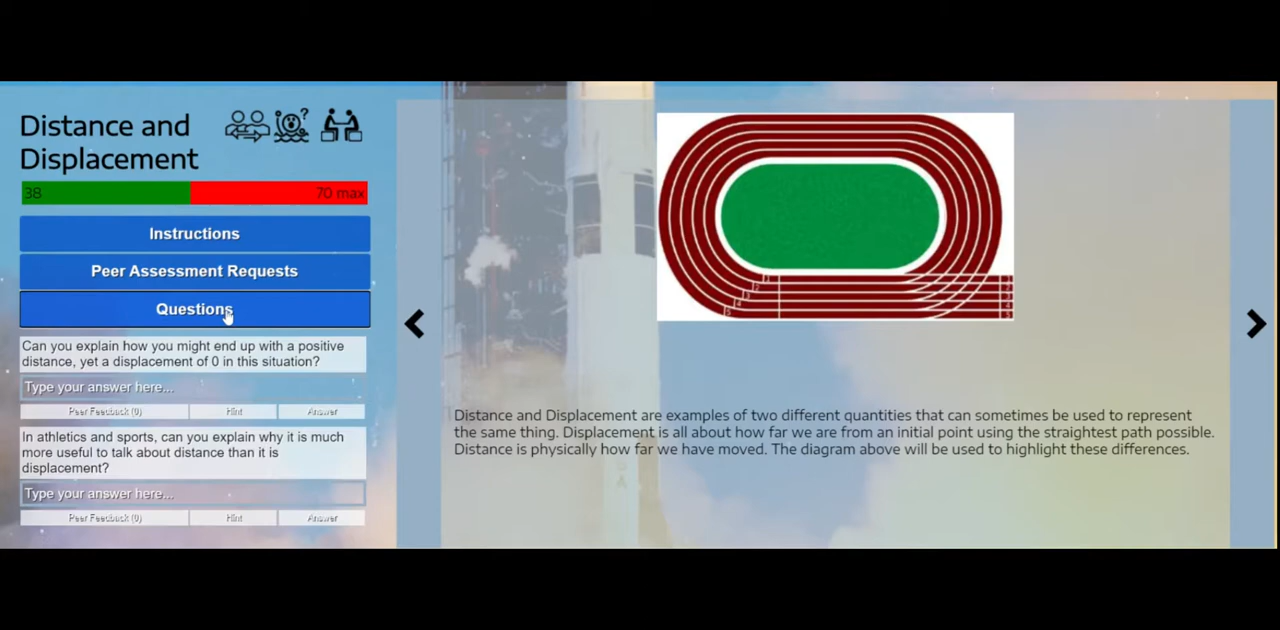 Distance and
Displacement
38
70 max
Instructions
Peer Assessment Requests
Questions
Can you explain how you might end up with a positive
distance, yet a displacement of 0 in this situation?
Type your answer here...
Peer Feedback (0)
Hint
Answer
In athletics and sports, can you explain why it is much
more useful to talk about distance than it is
displacement?
Type your answer here...
Peer Feedback (0)
Hint
Answer
Distance and Displacement are examples of two different quantities that can sometimes be used to represent
the same thing. Displacement is all about how far we are from an initial point using the straightest path possible.
Distance is physically how far we have moved. The diagram above will be used to highlight these differences.